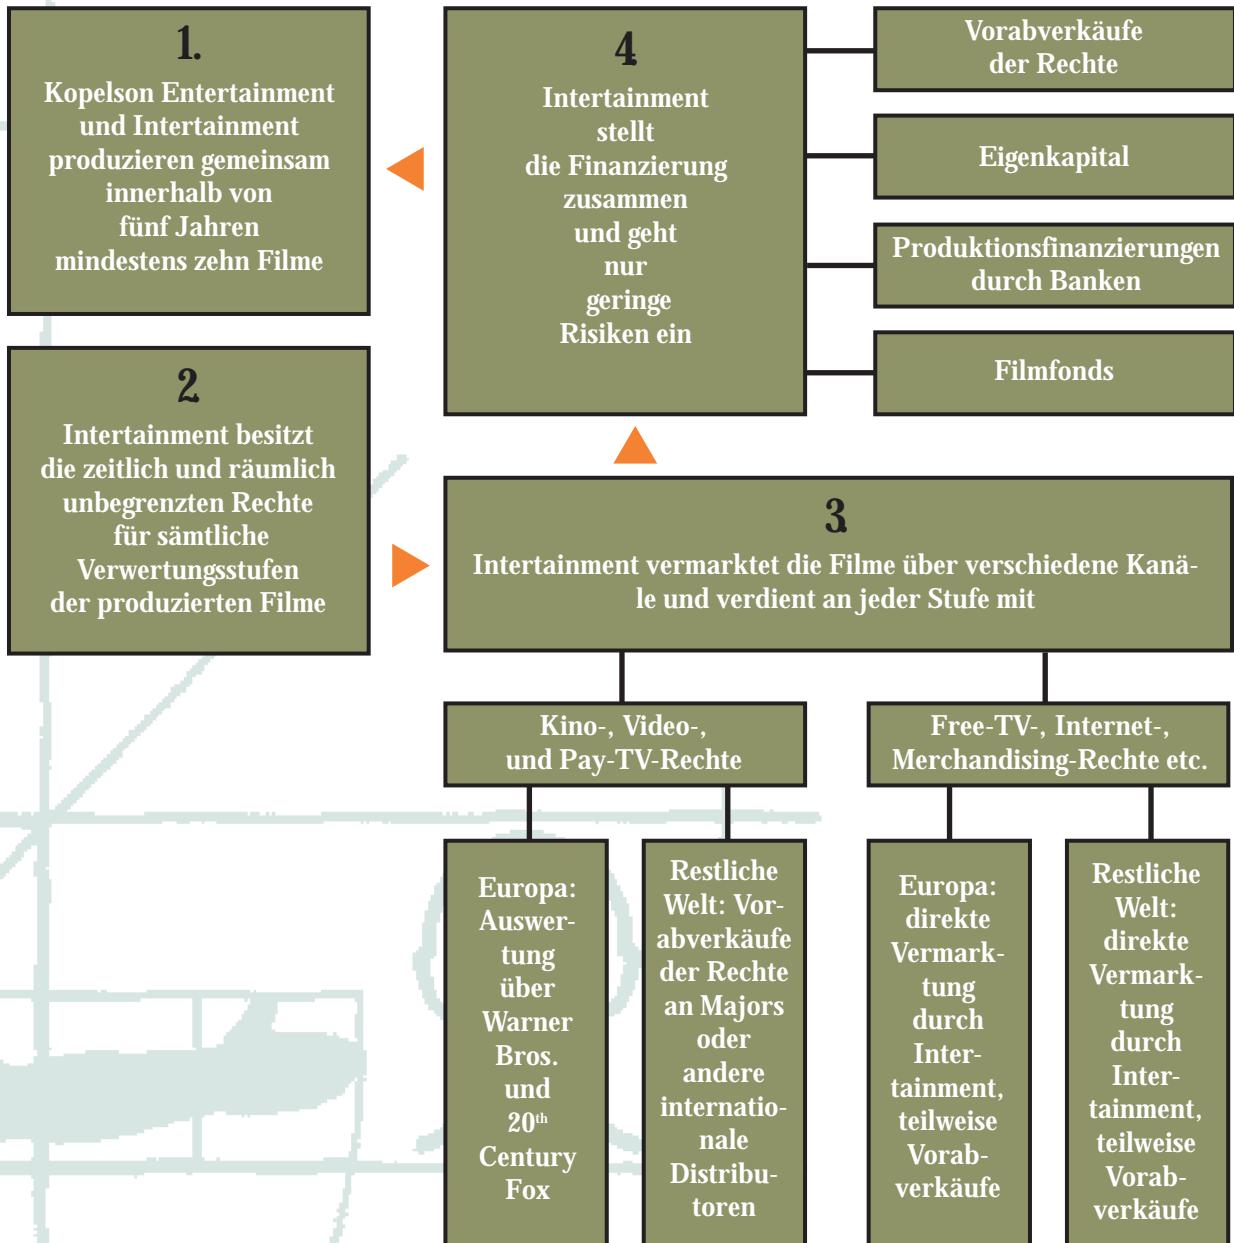 1.
Kopelson Entertainment
und Intertainment
produzieren gemeinsam
innerhalb von
fünf Jahren
mindestens zehn Filme
2.
Intertainment besitzt
die zeitlich und räumlich
unbegrenzten Rechte
für sämtliche
Verwertungsstufen
der produzierten Filme
3.
Intertainment vermarktet die Filme über verschiedene Kanä-
le und verdient an jeder Stufe mit
4.
Intertainment
stellt
die Finanzierung
zusammen
und geht
nur
geringe
Risiken ein
Vorabverkäufe
der Rechte
Eigenkapital
Produktionsfinanzierungen
durch Banken
Filmfonds
Kino-, Video-,
und Pay-TV-Rechte
Europa:
Auswer-
tung
über
Warner
Bros.
und
20th
Century
Fox
Restliche
Welt: Vor-
abverkäufe
der Rechte
an Majors
oder
andere
internatio-
nale
Distribu-
toren
Free-TV-, Internet-,
Merchandising-Rechte etc.
Europa:
direkte
Vermark-
tung
durch
Inter-
tainment,
teilweise
Vorab-
verkäufe
Restliche
Welt:
direkte
Vermark-
tung
durch
Inter-
tainment,
teilweise
Vorab-
verkäufe